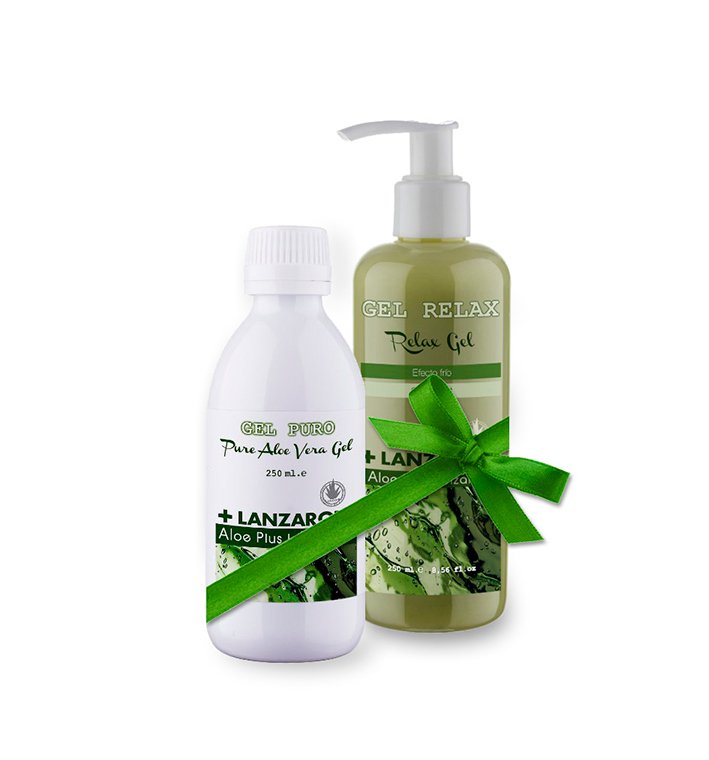 GEL PURO
Pure Aloe Vera Gel
250 ml.e
+LANZARO
Aloe Plus
GEL RELAX
Relax Gel
Efecto frío
+LANZ
Aloe
250 ml.e 8,56 fl.oz